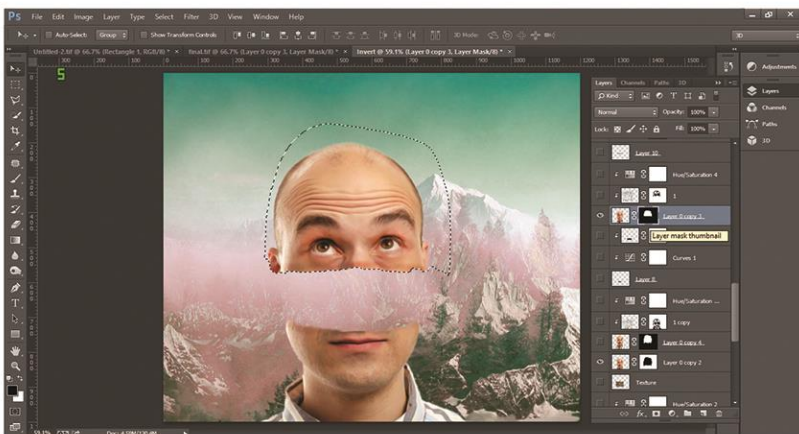 Ps File Edit Image Layer Type Select Filter 3D View Window Help
Auto-Select: Group Show Transform Controls 3D Mode: 3D
Untitled-2.tif @ 66.7% (Rectangle 1, RGB/8) * × final.tif @ 66.7% (Layer 0 copy 3, Layer Mask/8) * × Invert @ 59.1% (Layer 0 copy 3, Layer Mask/8) * ×
5
Layers Channels Paths 3D
Kind
Normal Opacity: 100%
Lock: Fill: 100%
Layer 10
Hue/Saturation 4
1
Layer 0 copy 3
Layer mask thumbnail
Curves 1
Layer 8
Hue/Saturation ...
1 copy
Layer 0 copy 4
Layer 0 copy 2
Texture
Hue/Saturation 2
Adjustments
Layers
Channels
Paths
3D